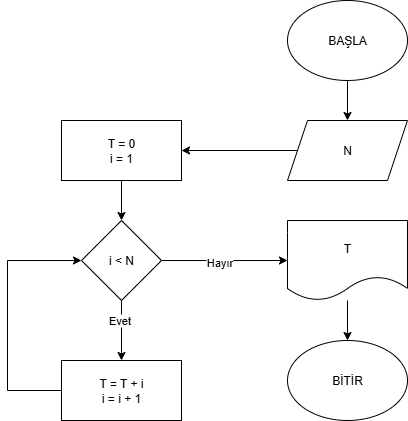 BAŞLA
N
T = 0
i = 1
i < N
Hayır
T
Evet
T = T + i
i = i + 1
BİTİR